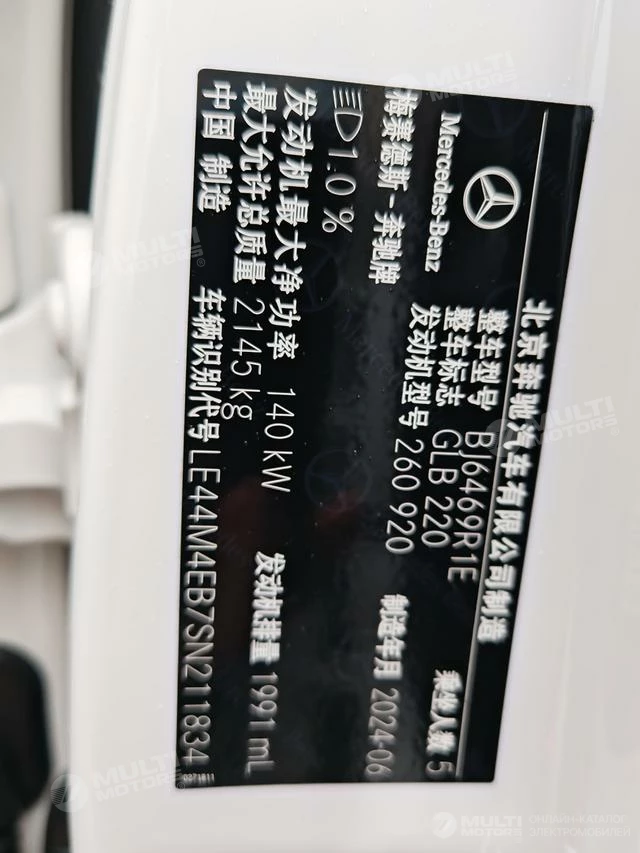 北京奔驰汽车有限公司制造
Mercedes-Benz
梅赛德斯-奔驰牌
整车型号 BJ6469R1E
整车标志 GLB 220
发动机型号 260 920
乘坐人数 5
制造年月 2024-06
1.0%
发动机最大净功率 140 kW
发动机排量 1991 mL
最大允许总质量 2145 kg
中国 制造
车辆识别代号 LE44M4EB7SN211834
0271811
MULTI MOTORS®
ОНЛАЙН-КАТАЛОГ
ЭЛЕКТРОМОБИЛЕЙ